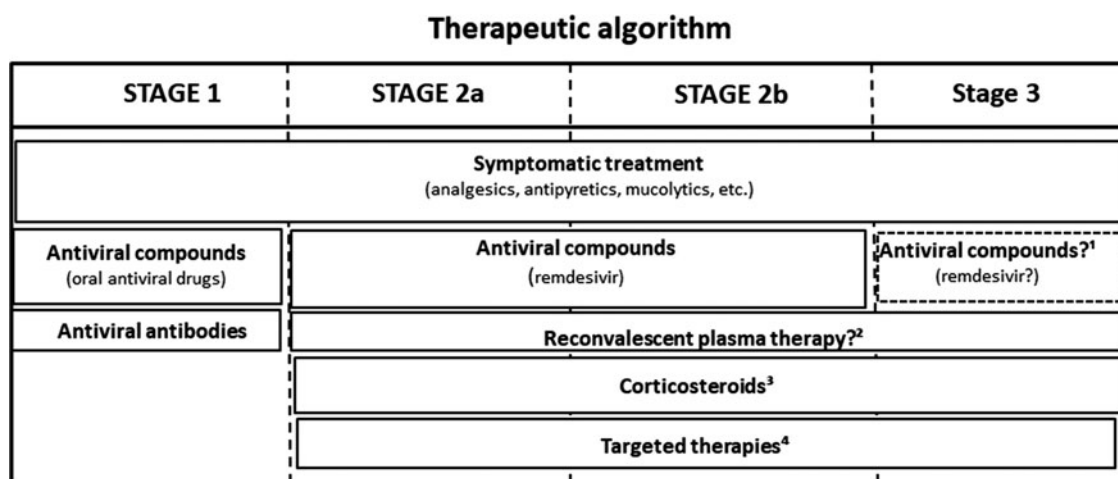 Therapeutic algorithm
STAGE 1 STAGE 2a STAGE 2b Stage 3
Symptomatic treatment
(analgesics, antipyretics, mucolytics, etc.)
Antiviral compounds
(oral antiviral drugs)
Antiviral compounds
(remdesivir)
Antiviral compounds?¹
(remdesivir?)
Antiviral antibodies
Reconvalescent plasma therapy?²
Corticosteroids³
Targeted therapies⁴